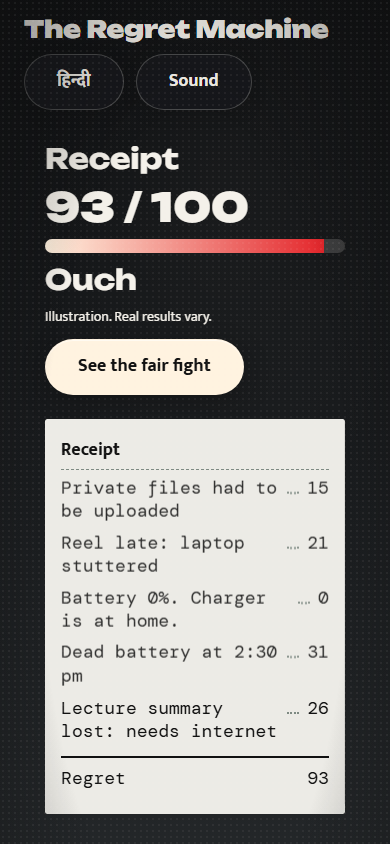 The Regret Machine
हिन्दी
Sound
Receipt
93 / 100
Ouch
Illustration. Real results vary.
See the fair fight
Receipt
Private files had to .... 15
be uploaded
Reel late: laptop .... 21
stuttered
Battery 0%. Charger .... 0
is at home.
Dead battery at 2:30 .... 31
pm
Lecture summary .... 26
lost: needs internet
Regret 93